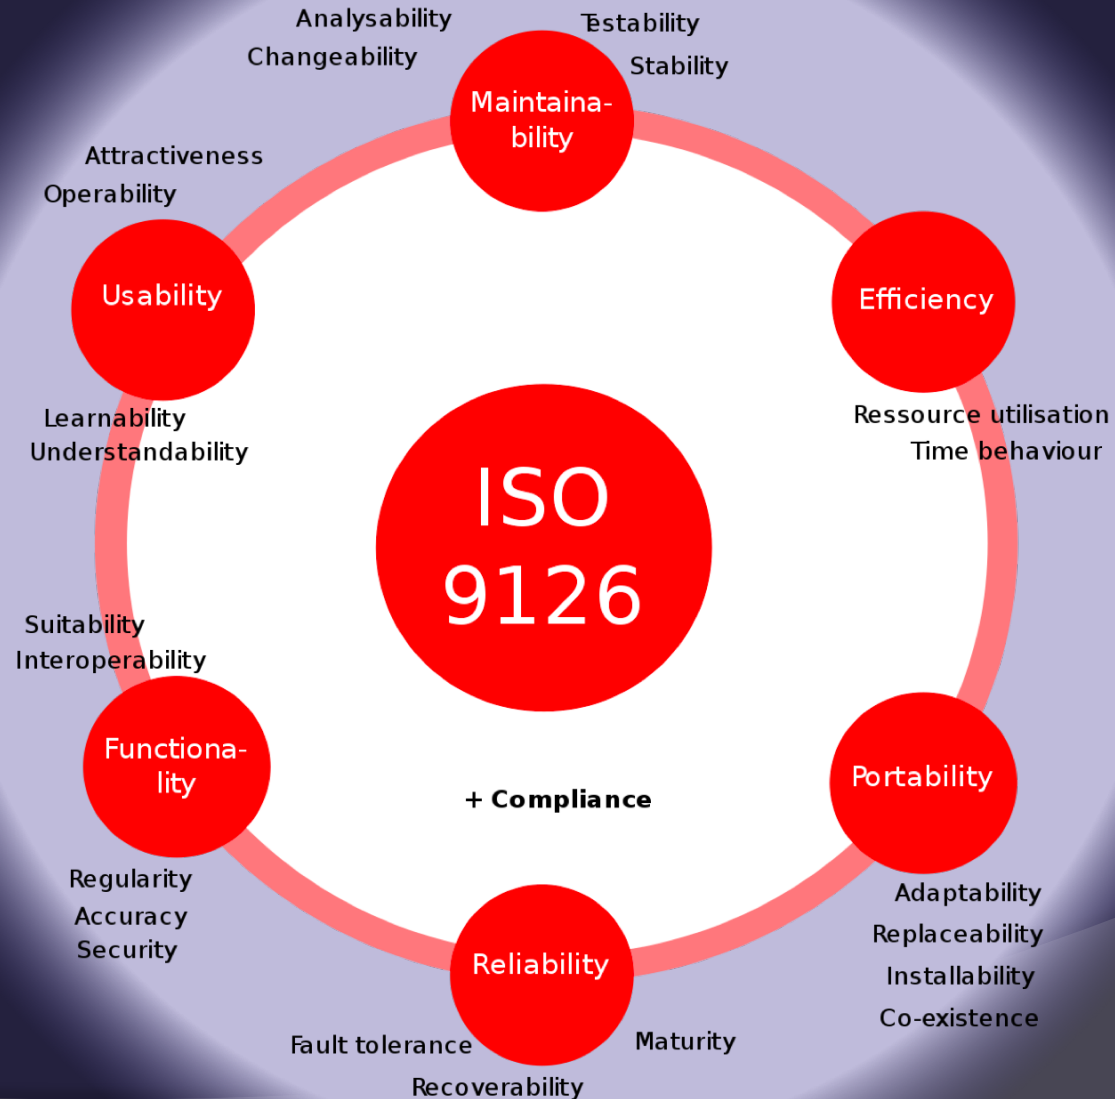 Analysability
Testability
Changeability
Stability
Maintaina-
bility
Attractiveness
Operability
Usability
Efficiency
Learnability
Understandability
Ressource utilisation
Time behaviour
ISO
9126
Suitability
Interoperability
Functiona-
lity
Portability
+ Compliance
Regularity
Accuracy
Security
Adaptability
Replaceability
Installability
Co-existence
Reliability
Fault tolerance
Maturity
Recoverability